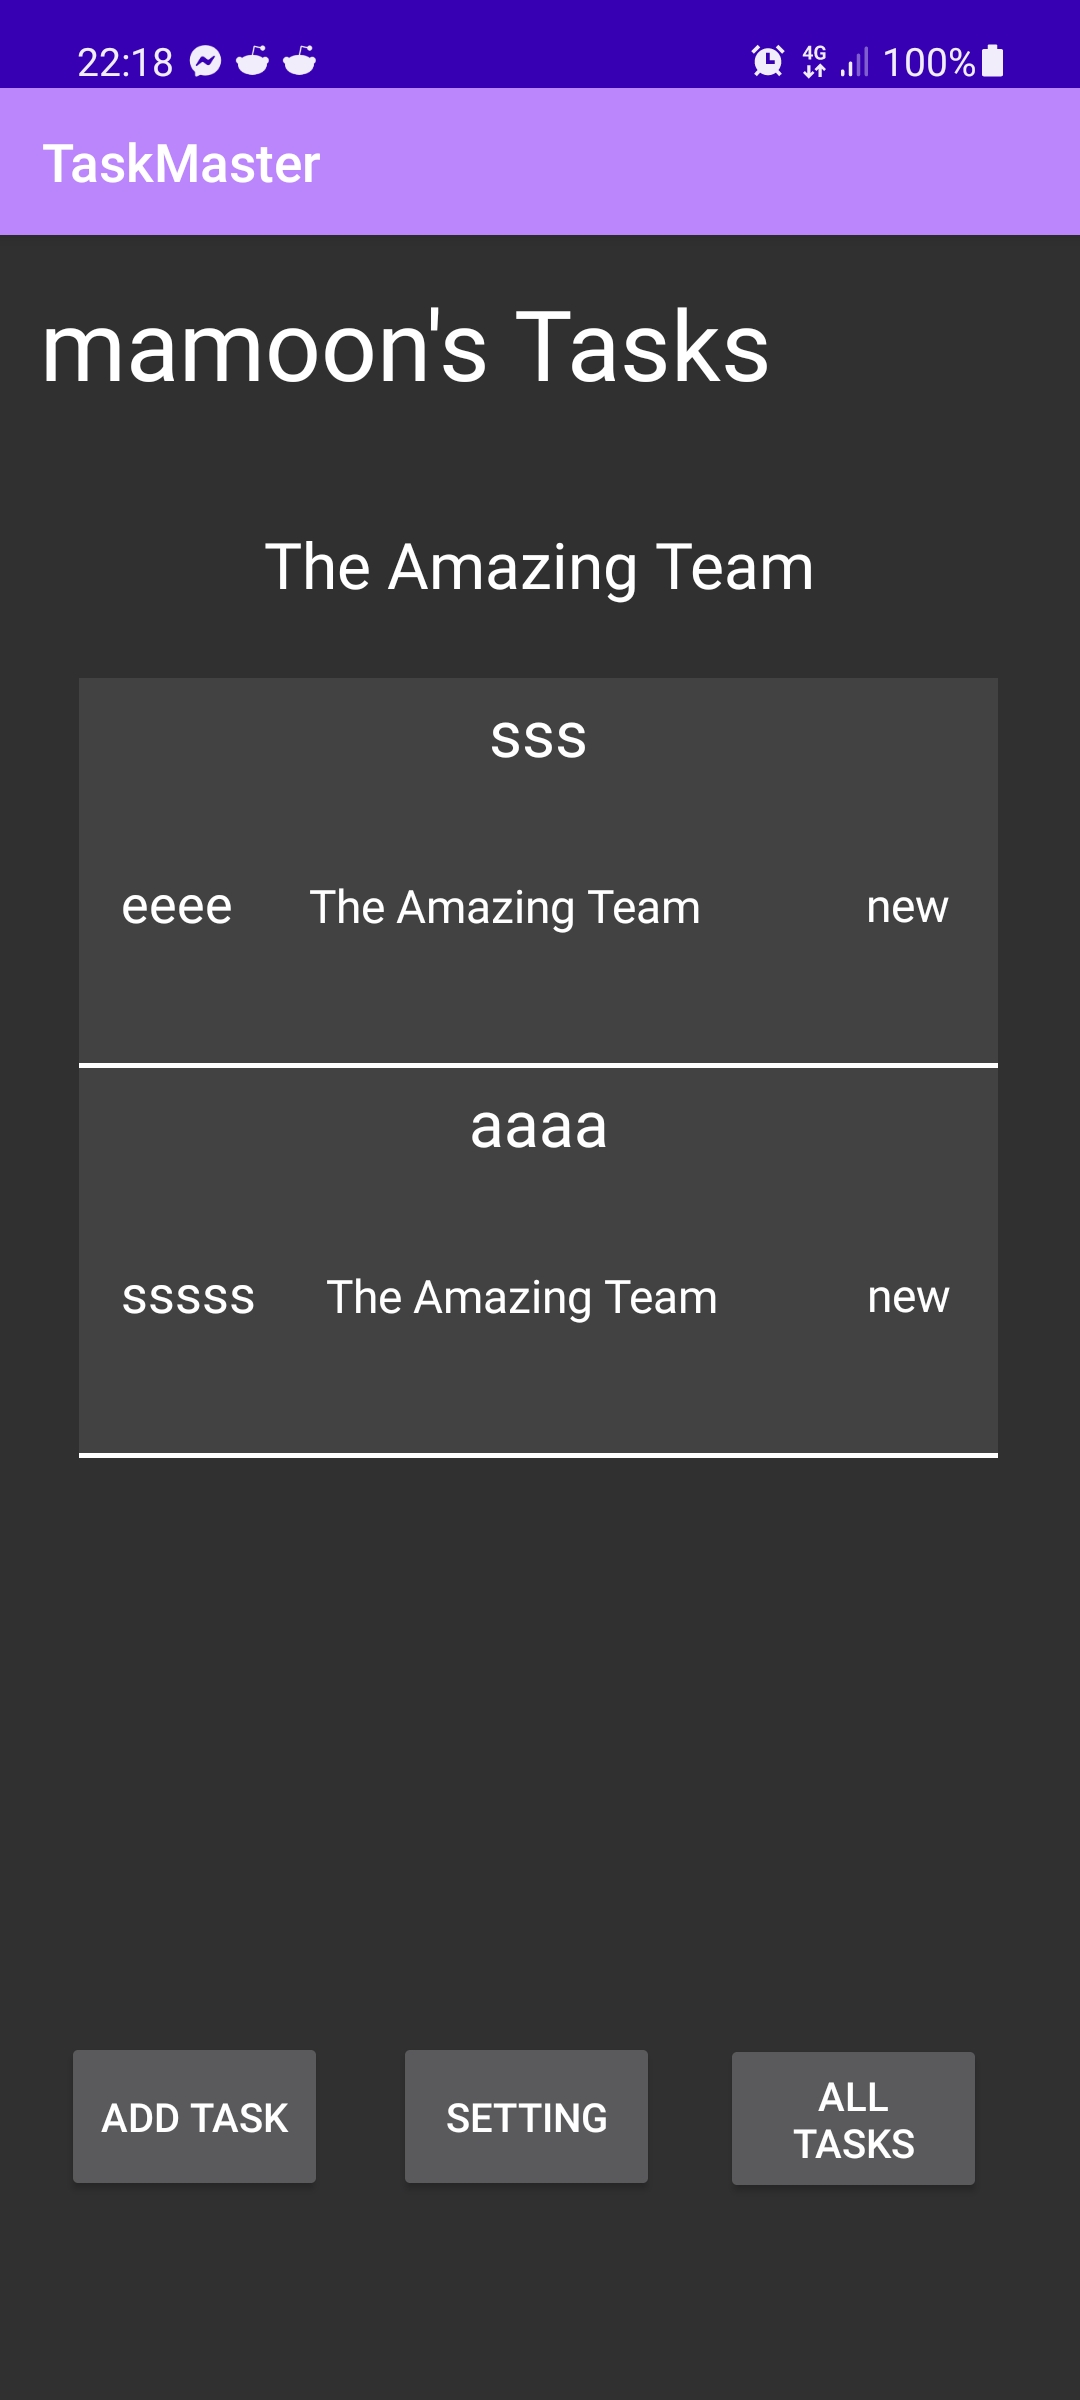 22:18 4G 100%
TaskMaster
mamoon's Tasks
The Amazing Team
sss
eeee The Amazing Team new
aaaa
sssss The Amazing Team new
ADD TASK SETTING ALL
TASKS